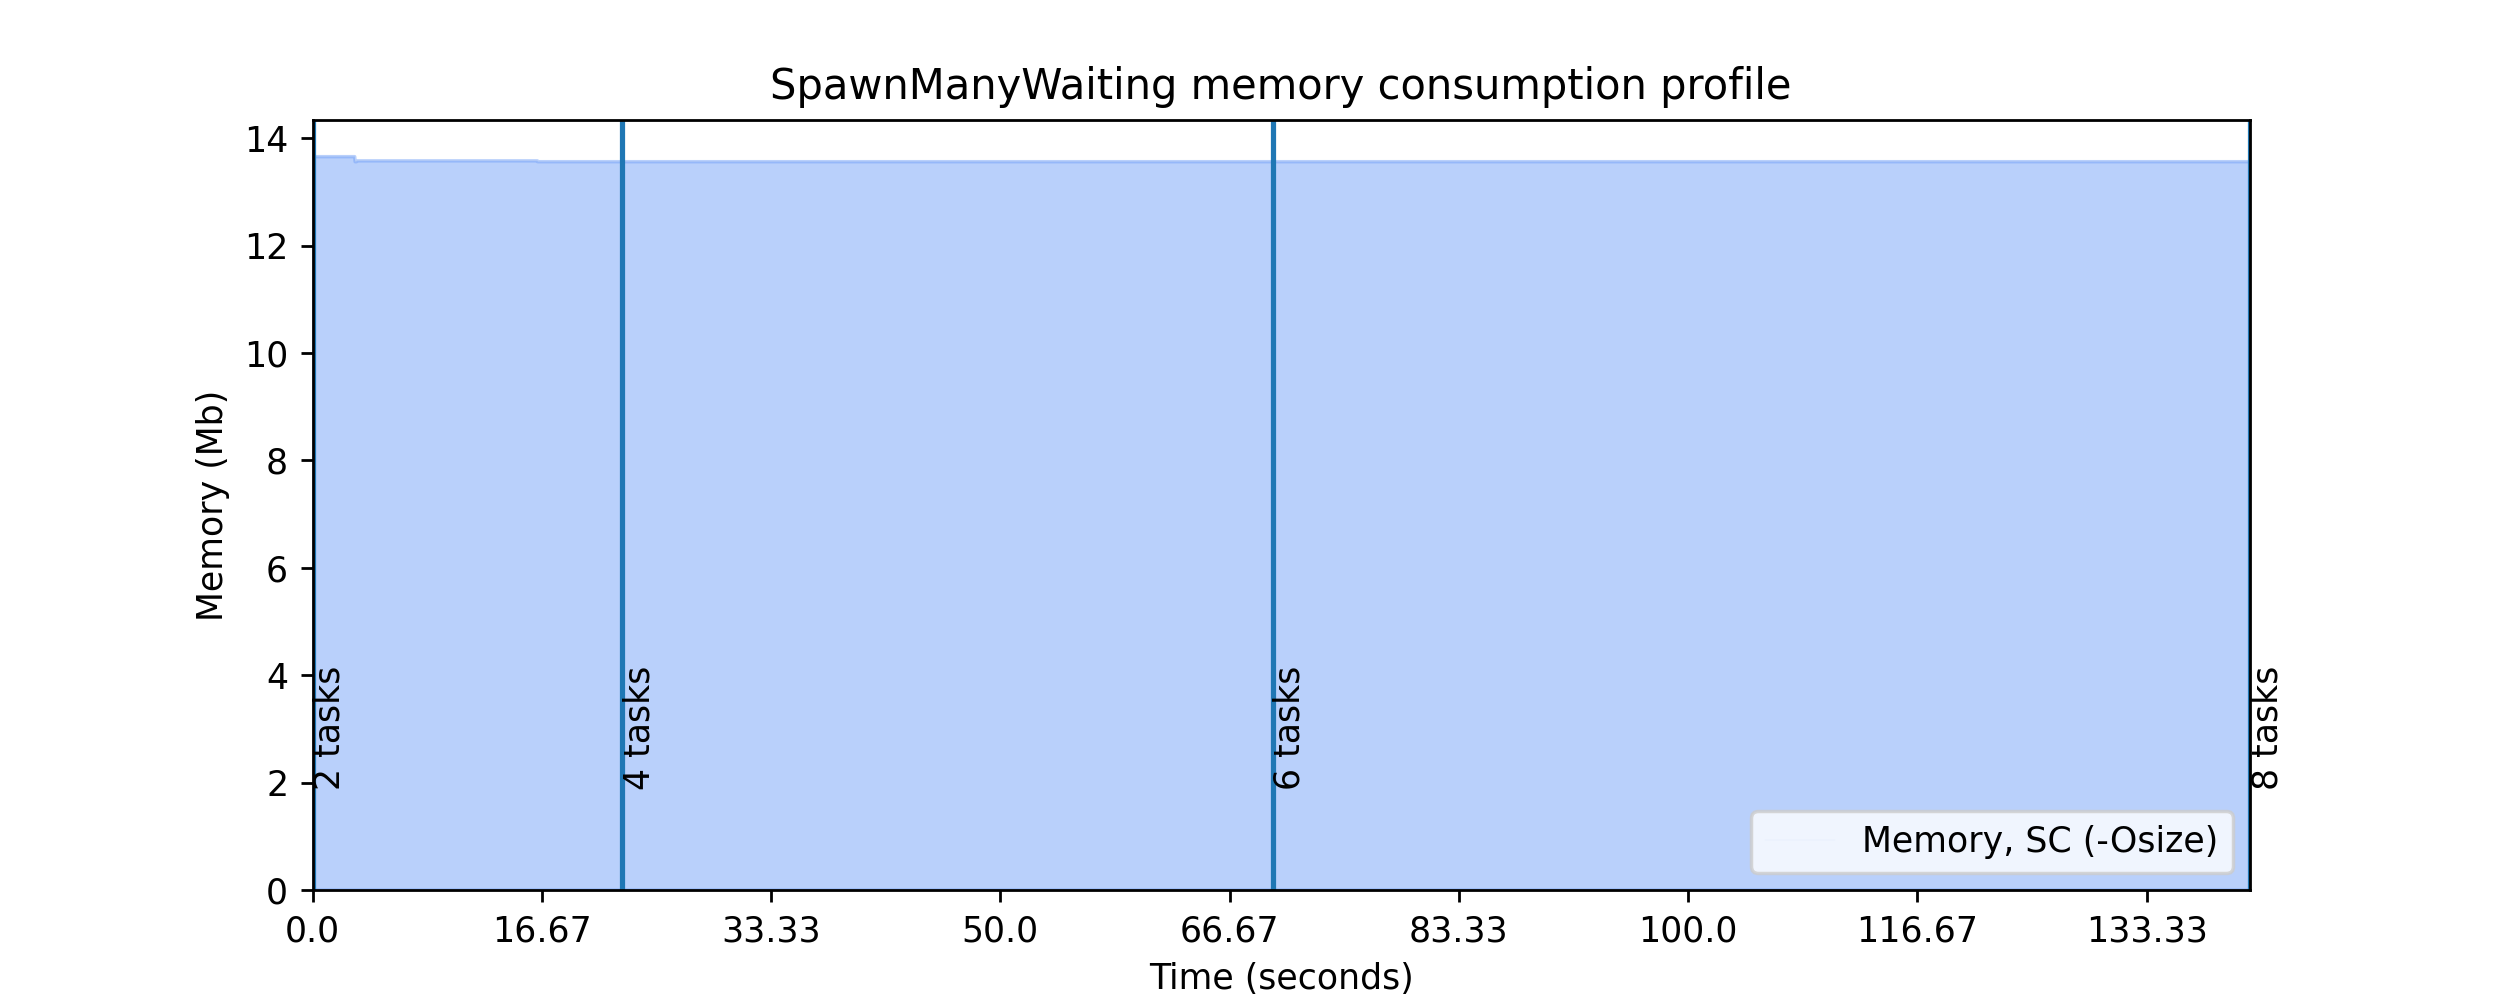 SpawnManyWaiting memory consumption profile
Memory (Mb)
14
12
10
8
6
4
2
0
2 tasks
4 tasks
6 tasks
8 tasks
Memory, SC (-Osize)
0.0 16.67 33.33 50.0 66.67 83.33 100.0 116.67 133.33
Time (seconds)